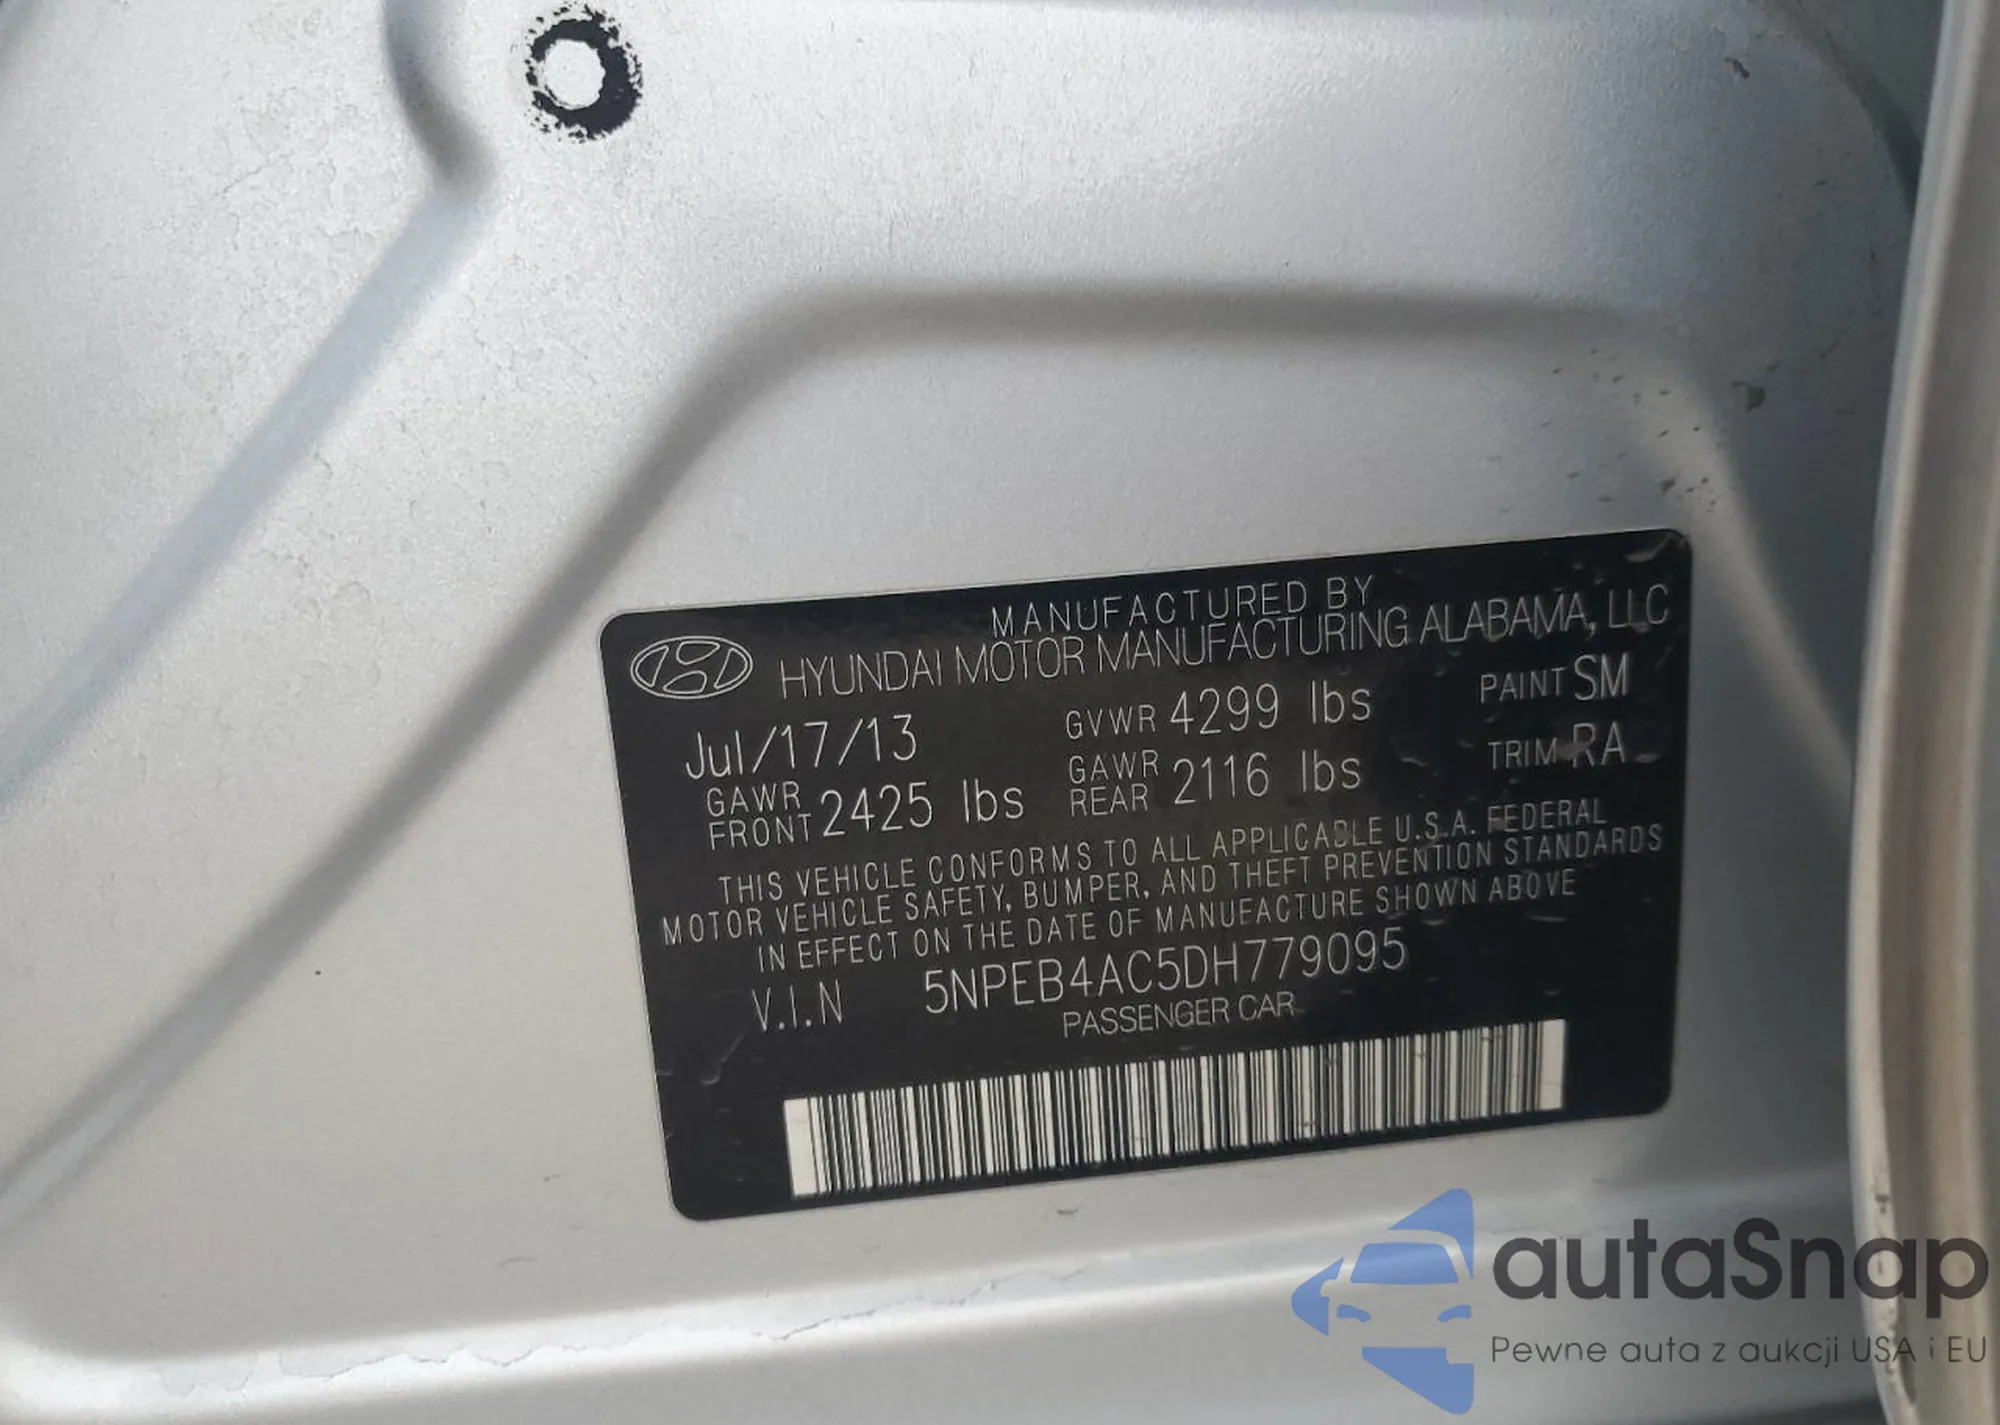 MANUFACTURED BY
HYUNDAI MOTOR MANUFACTURING ALABAMA, LLC
Jul/17/13 GVWR 4299 lbs PAINT SM
GAWR FRONT 2425 lbs GAWR REAR 2116 lbs TRIM RA
THIS VEHICLE CONFORMS TO ALL APPLICABLE U.S.A. FEDERAL
MOTOR VEHICLE SAFETY, BUMPER, AND THEFT PREVENTION STANDARDS
IN EFFECT ON THE DATE OF MANUFACTURE SHOWN ABOVE
V.I.N 5NPEB4AC5DH779095
PASSENGER CAR
autaSnap
Pewne auta z aukcji USA i EU